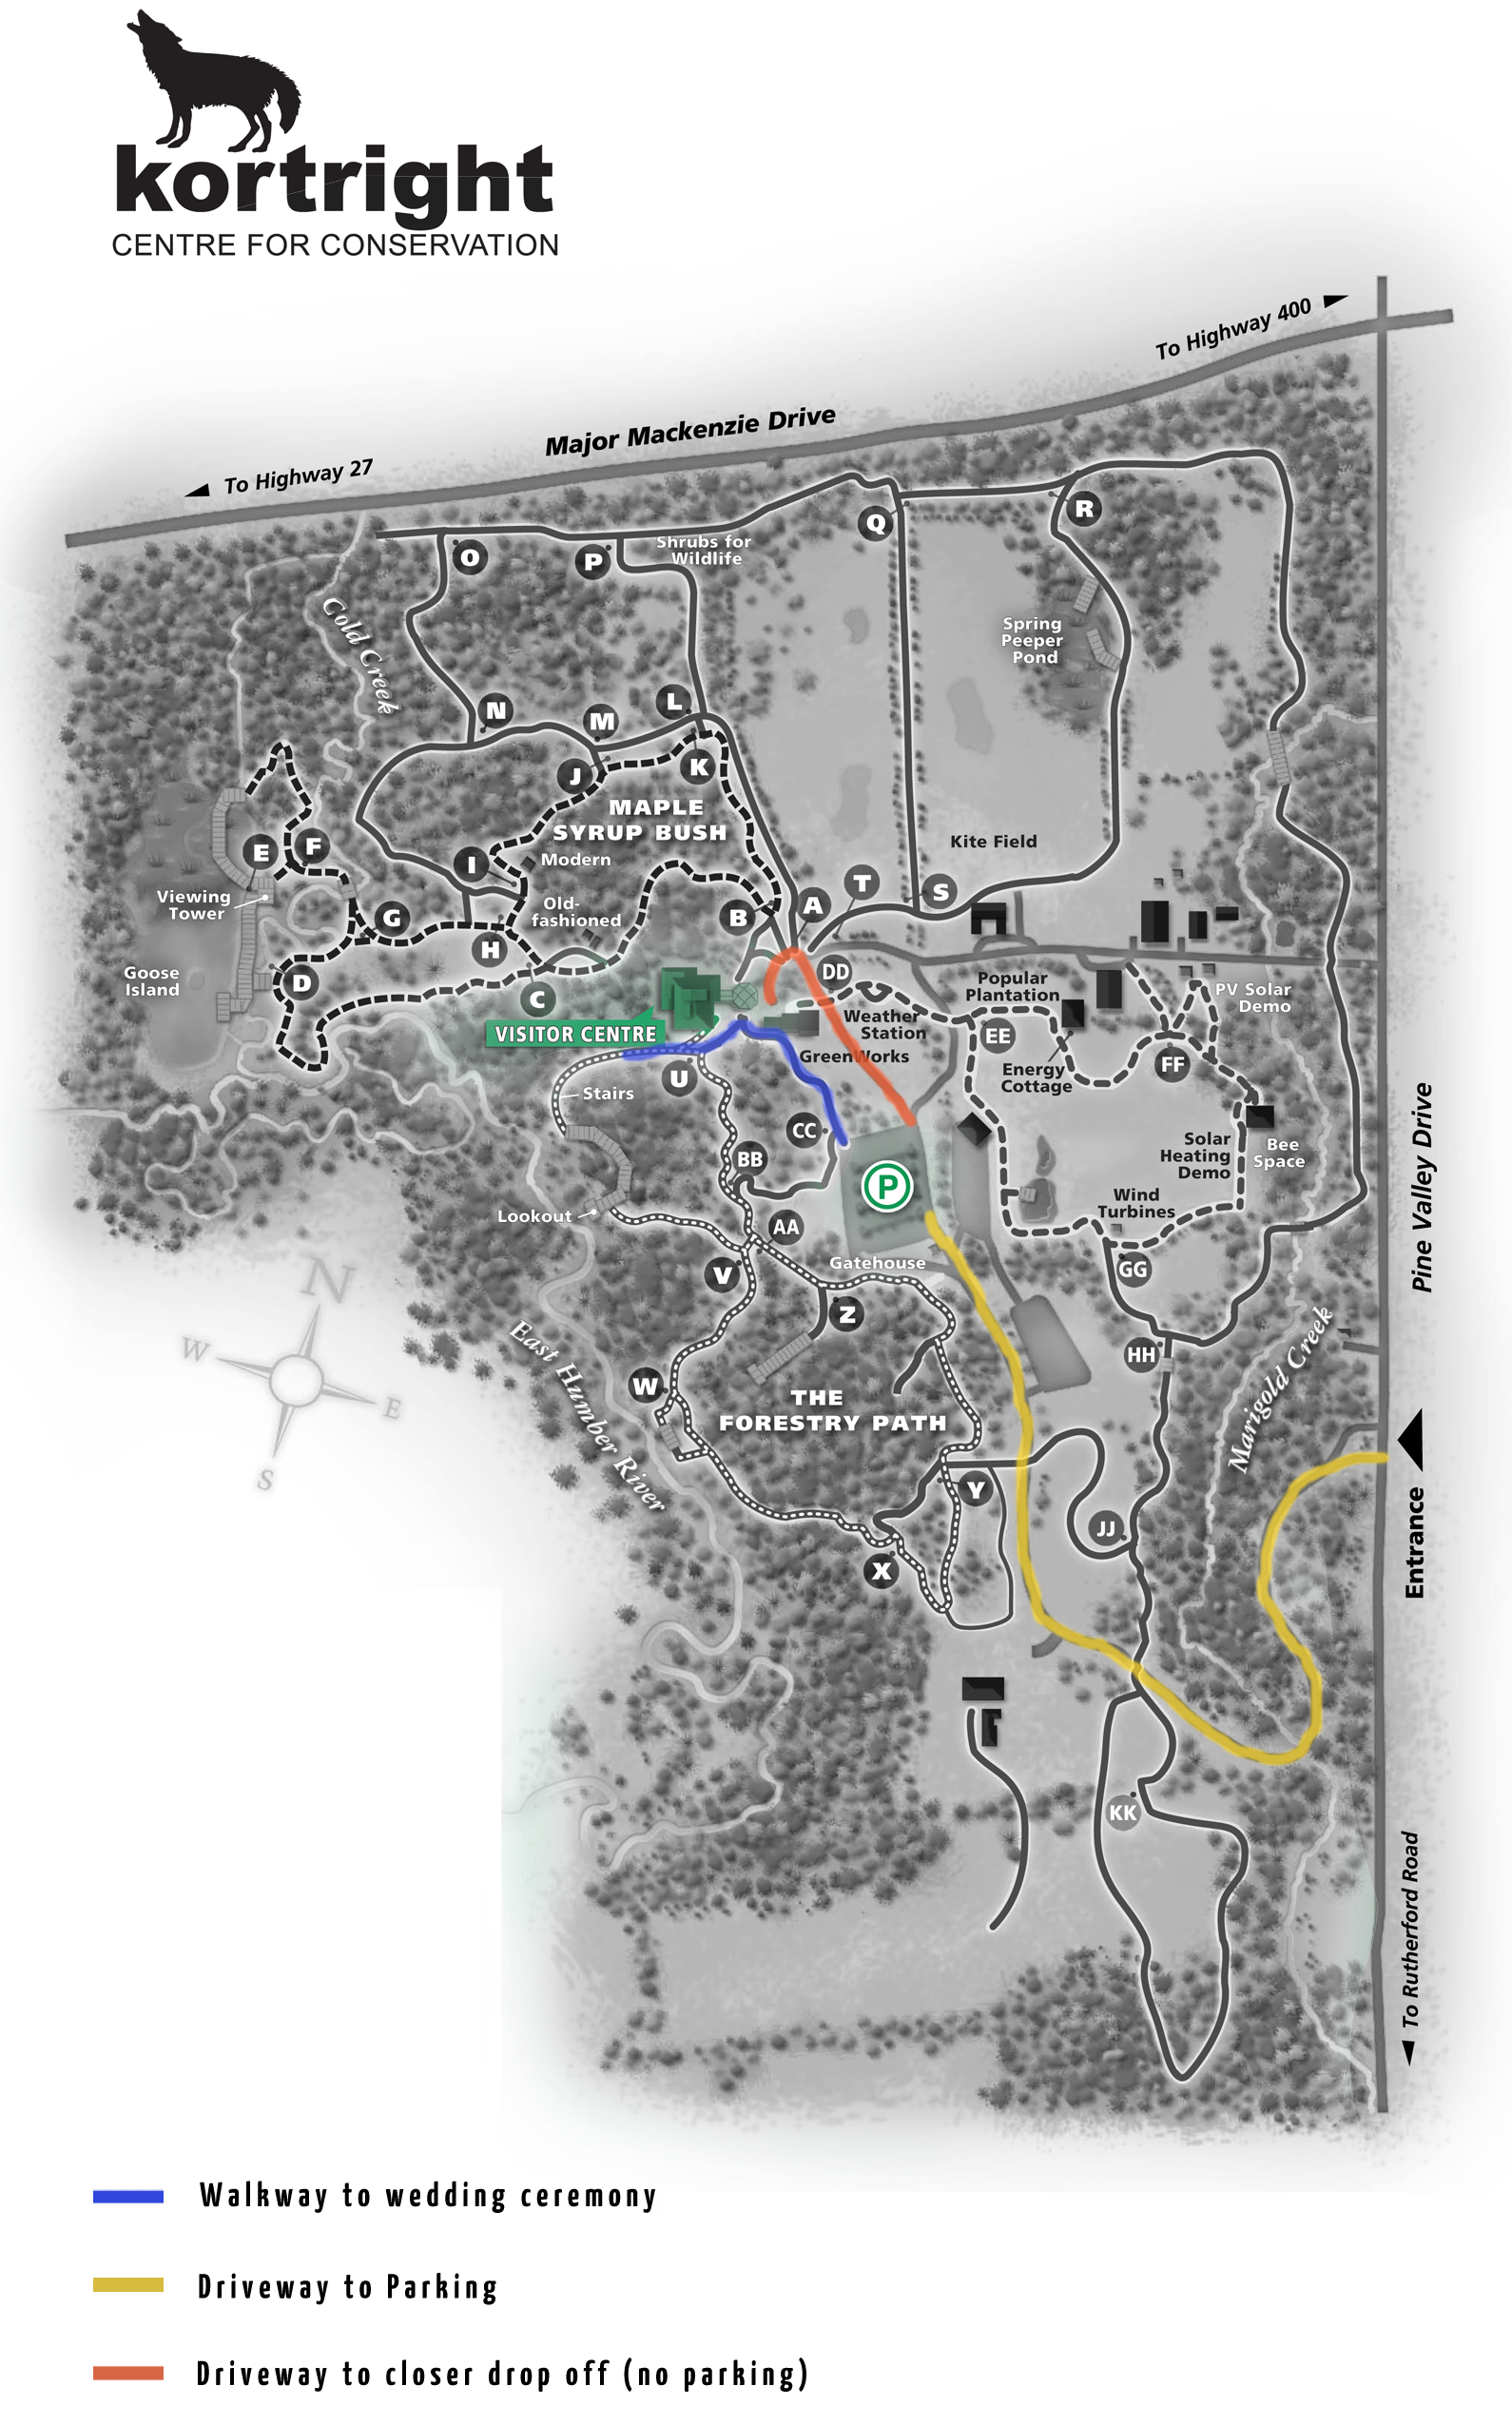 kortright
CENTRE FOR CONSERVATION
To Highway 400
Major Mackenzie Drive
To Highway 27
R
Q
O
P
Shrubs for
Wildlife
Cold Creek
Spring
Peeper
Pond
L
N
M
K
J
MAPLE
SYRUP BUSH
Kite Field
E
F
I
Modern
T
S
Viewing
Tower
Old-
fashioned
A
G
B
H
Goose
Island
D
C
DD
Popular
Plantation
PV Solar
Demo
VISITOR CENTRE
Weather
Station
EE
GreenWorks
Energy
Cottage
FF
U
Stairs
CC
Solar
Heating
Demo
Bee
Space
BB
P
Wind
Turbines
Lookout
AA
Pine Valley Drive
V
Gatehouse
GG
N
Z
W
E
S
East Humber River
HH
W
THE
FORESTRY PATH
Marigold Creek
Y
JJ
Entrance
X
KK
To Rutherford Road
Walkway to wedding ceremony
Driveway to Parking
Driveway to closer drop off (no parking)